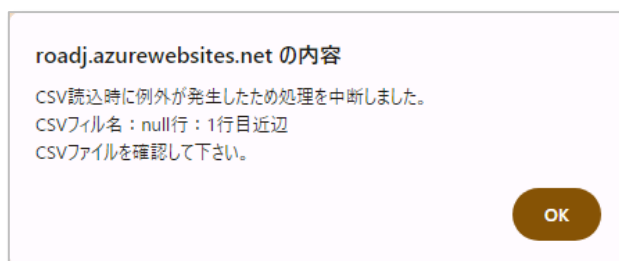 roadj.azurewebsites.net の内容
CSV読込時に例外が発生したため処理を中断しました。
CSVフィル名：null行：1行目近辺
CSVファイルを確認して下さい。
OK